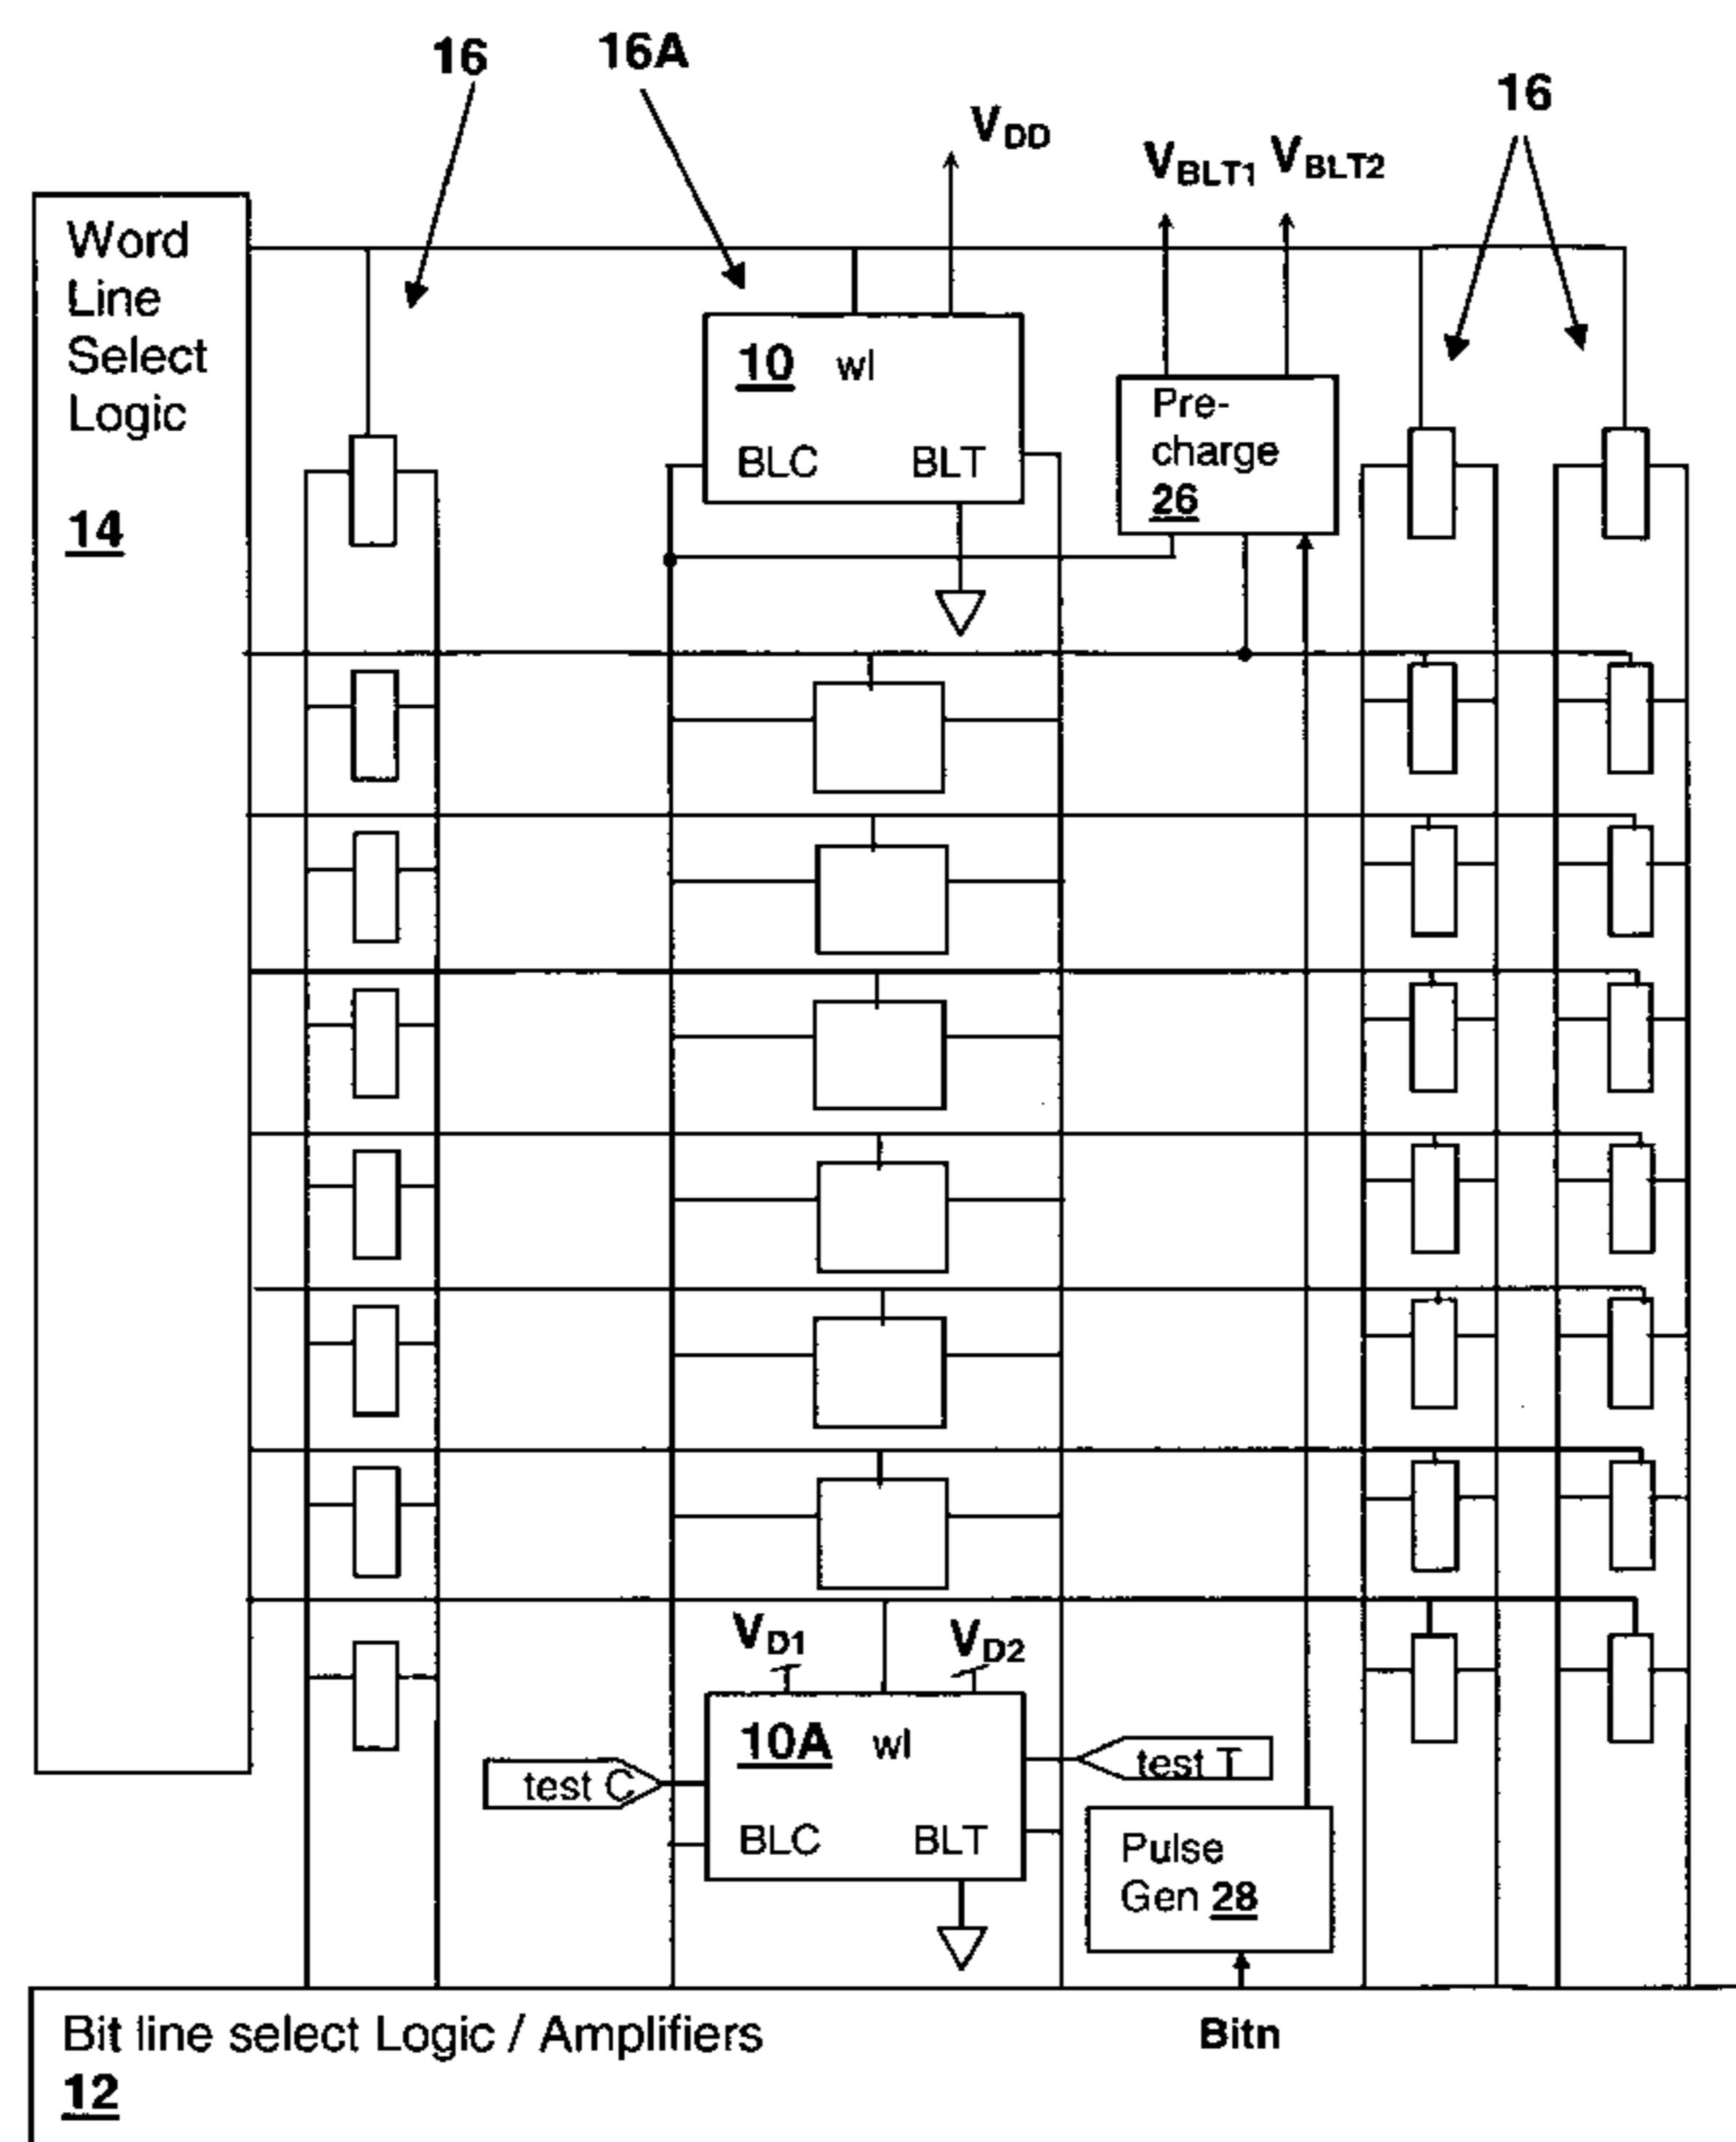 16
16A
16
VDD
VBLT1 VBLT2
Word
Line
Select
Logic
14
10 wl
BLC BLT
Pre-
charge
26
VD1 VD2
10A wl
test C
test T
BLC BLT
Pulse
Gen 28
Bit line select Logic / Amplifiers
Bitn
12